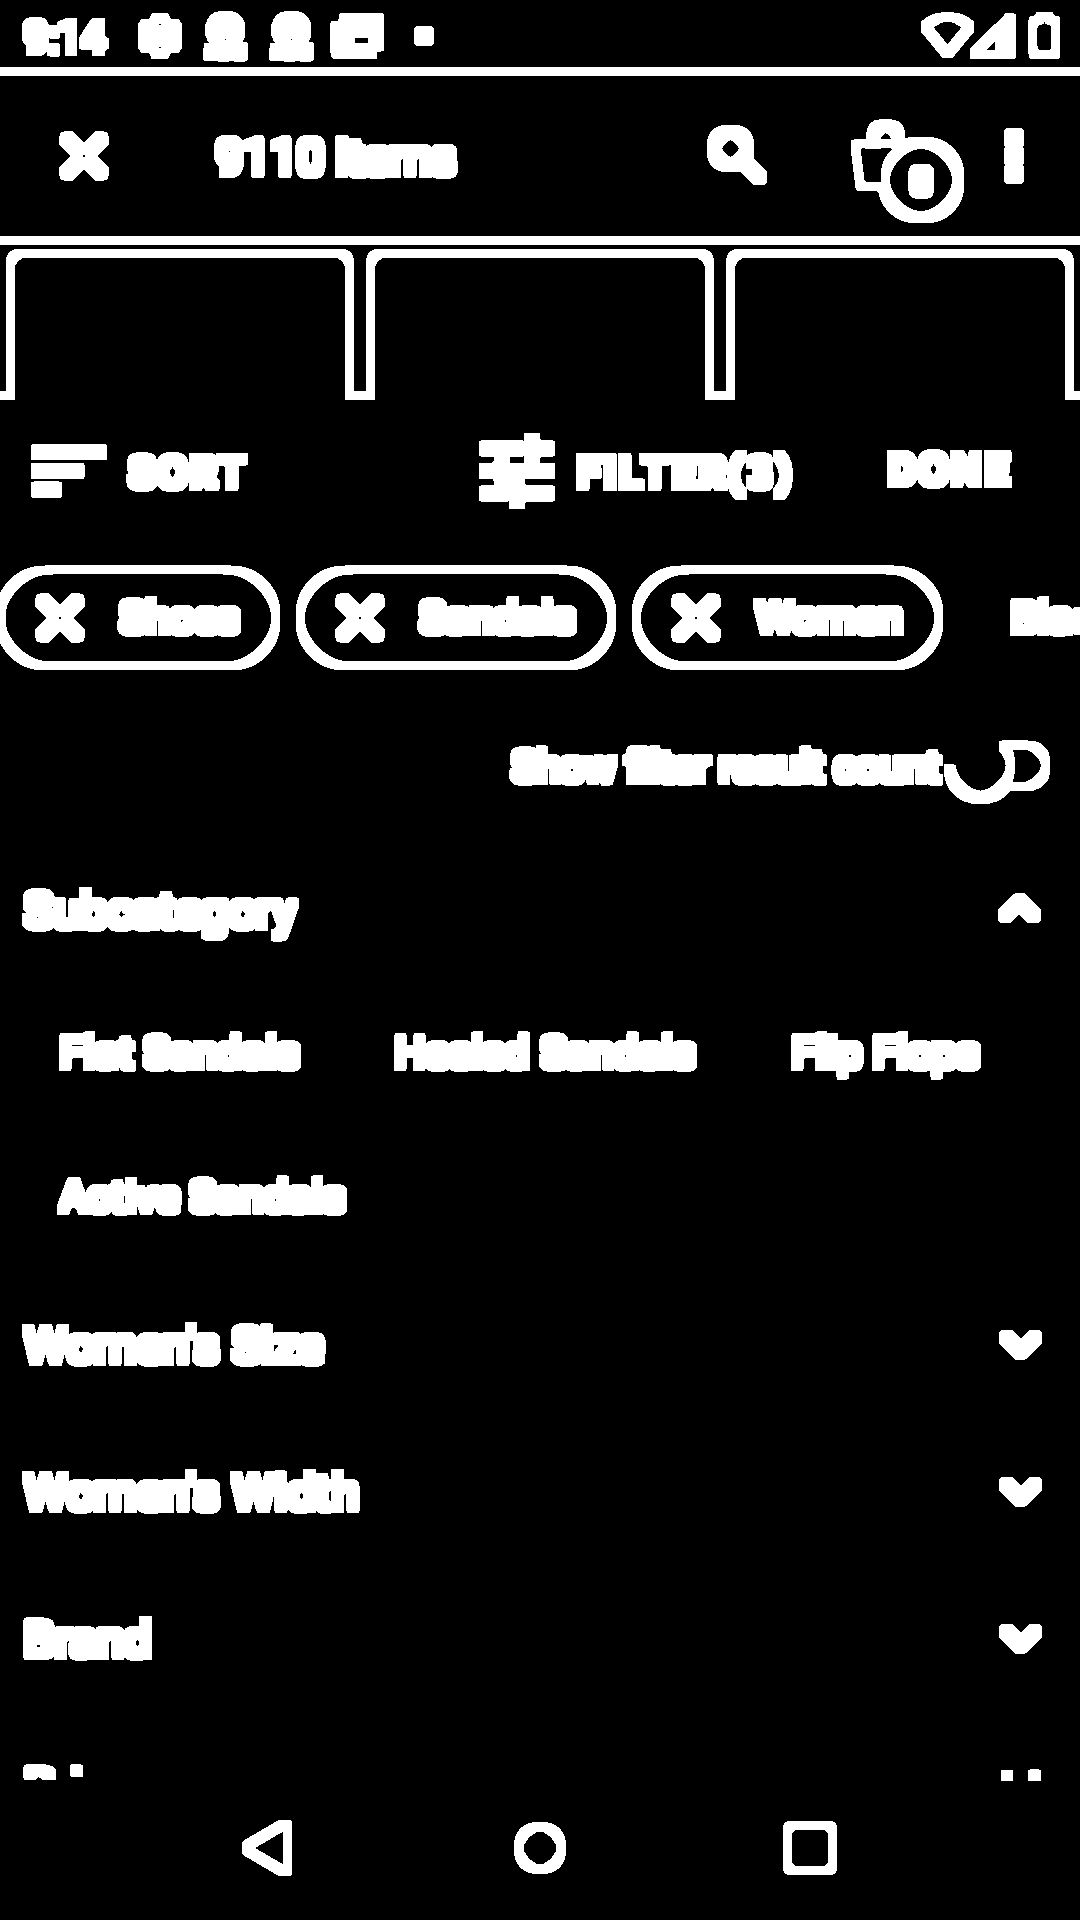 9:14
9110 Items
SORT FILTER(3) DONE
Shoes Sandals Women
Show filter result count
Subcategory
Flat Sandals Heeled Sandals Flip Flops
Active Sandals
Women's Size
Women's Width
Brand